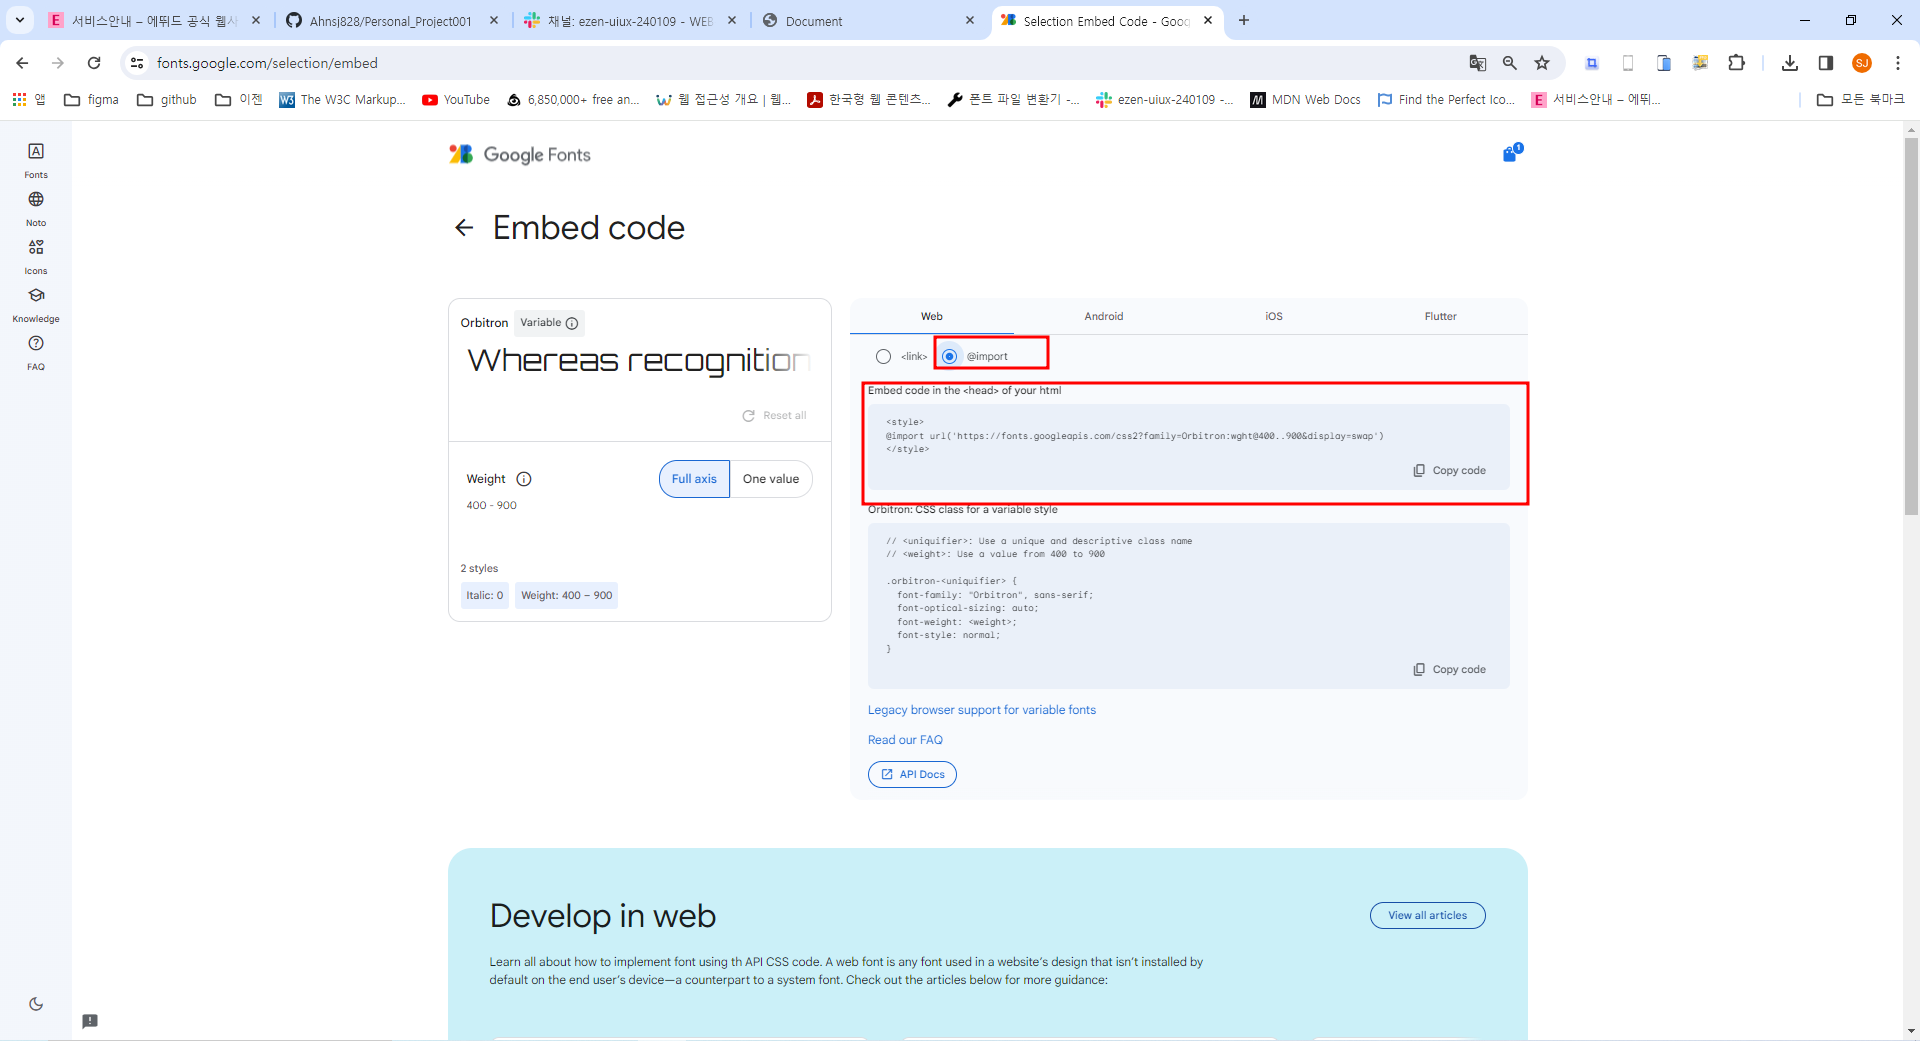 서비스안내 – 에뛰드 공식 웹사
Ahnsj828/Personal_Project001
채널: ezen-uiux-240109 - WEB
Document
Selection Embed Code - Goog
fonts.google.com/selection/embed
SJ
앱
figma
github
이젠
The W3C Markup...
YouTube
6,850,000+ free an...
웹 접근성 개요 | 웹...
한국형 웹 콘텐츠...
폰트 파일 변환기 -...
ezen-uiux-240109 -...
MDN Web Docs
Find the Perfect Ico...
서비스안내 – 에뛰...
모든 북마크
Fonts
Noto
Icons
Knowledge
FAQ
Google Fonts
1
Embed code
Orbitron Variable
Whereas recognition
Reset all
Weight
Full axis
One value
400 - 900
2 styles
Italic: 0
Weight: 400 – 900
Web
Android
iOS
Flutter
<link>
@import
Embed code in the <head> of your html
<style>
@import url('https://fonts.googleapis.com/css2?family=Orbitron:wght@400..900&display=swap')
</style>
Copy code
Orbitron: CSS class for a variable style
// <uniquifier>: Use a unique and descriptive class name
// <weight>: Use a value from 400 to 900
.orbitron-<uniquifier> {
font-family: "Orbitron", sans-serif;
font-optical-sizing: auto;
font-weight: <weight>;
font-style: normal;
}
Copy code
Legacy browser support for variable fonts
Read our FAQ
API Docs
Develop in web
View all articles
Learn all about how to implement font using th API CSS code. A web font is any font used in a website's design that isn't installed by
default on the end user's device—a counterpart to a system font. Check out the articles below for more guidance: